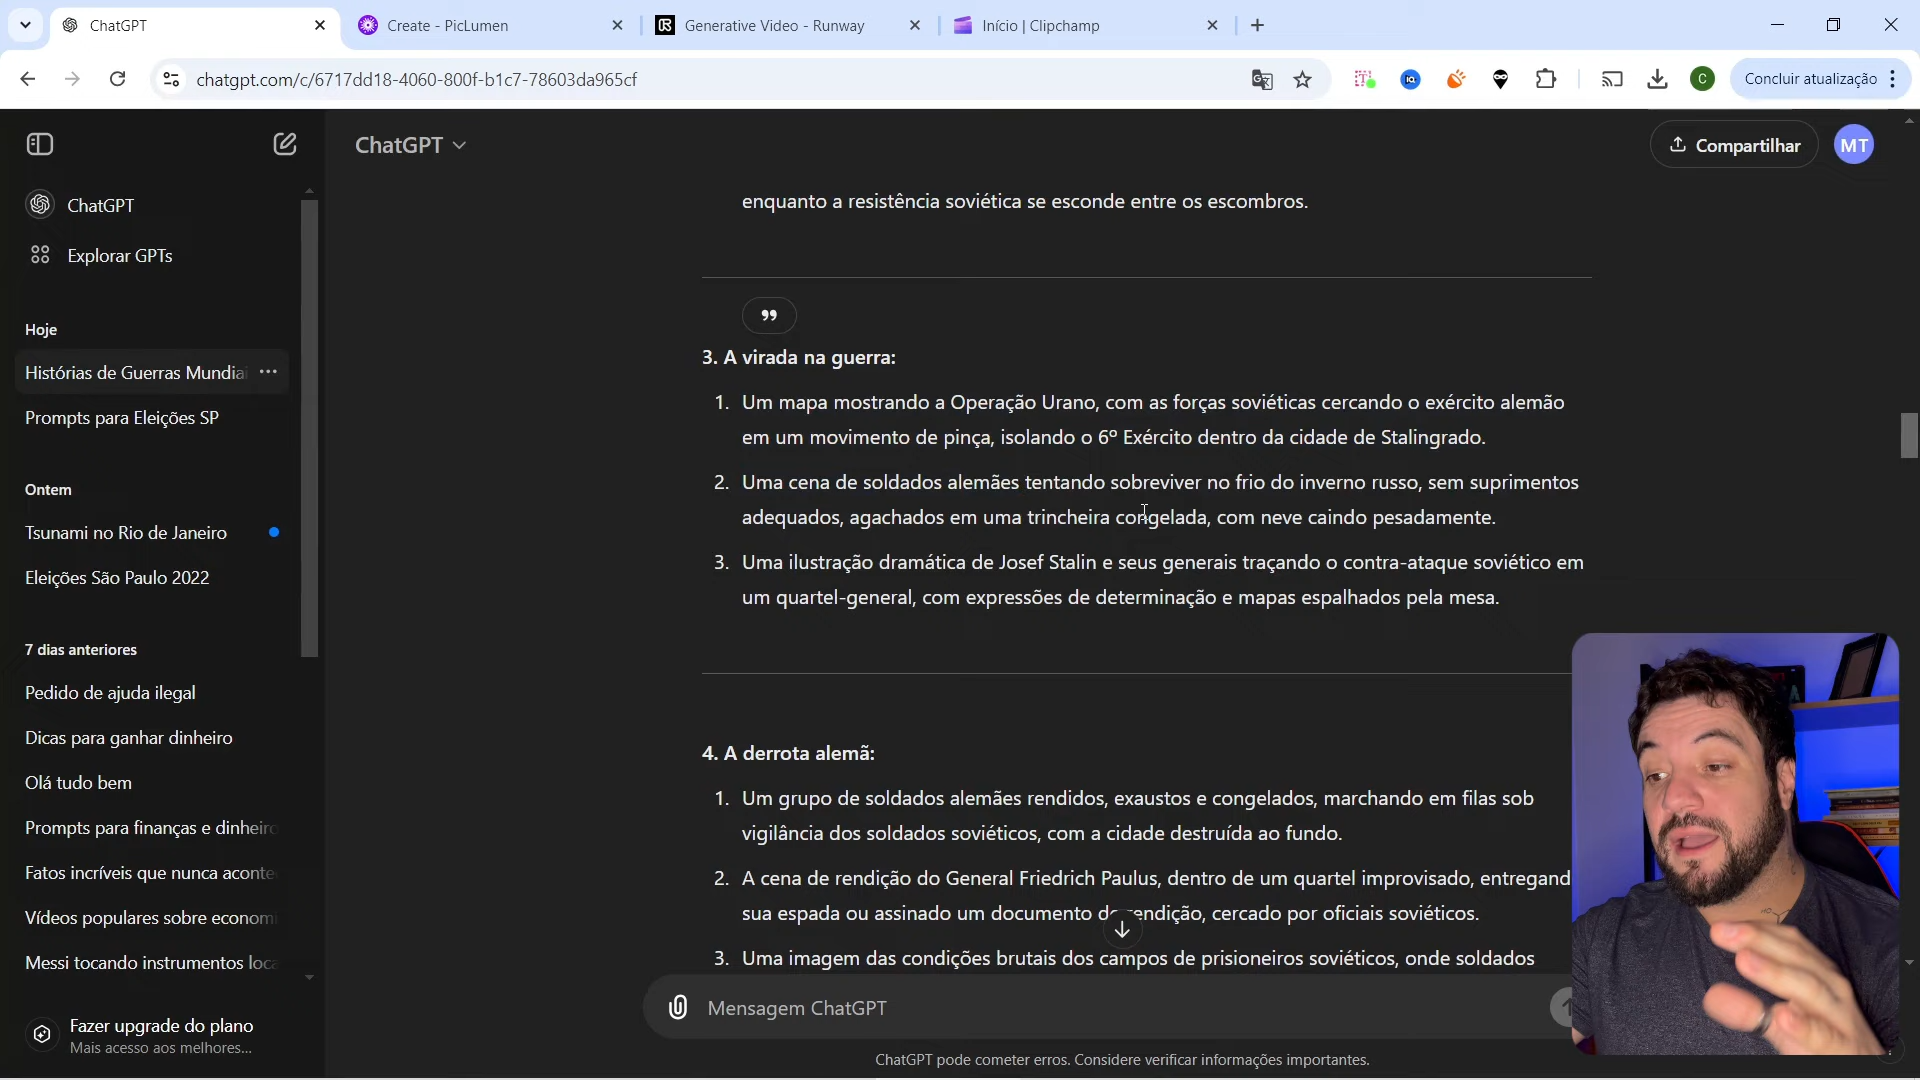 ChatGPT
Create - PicLumen
Generative Video - Runway
Início | Clipchamp
chatgpt.com/c/6717dd18-4060-800f-b1c7-78603da965cf
C
Concluir atualização
ChatGPT
Compartilhar
MT
ChatGPT
Explorar GPTs
Hoje
Histórias de Guerras Mundiai
Prompts para Eleições SP
Ontem
Tsunami no Rio de Janeiro
Eleições São Paulo 2022
7 dias anteriores
Pedido de ajuda ilegal
Dicas para ganhar dinheiro
Olá tudo bem
Prompts para finanças e dinheiro
Fatos incríveis que nunca aconte
Vídeos populares sobre econom
Messi tocando instrumentos loca
Fazer upgrade do plano
Mais acesso aos melhores...
enquanto a resistência soviética se esconde entre os escombros.
3. A virada na guerra:
1. Um mapa mostrando a Operação Urano, com as forças soviéticas cercando o exército alemão
em um movimento de pinça, isolando o 6º Exército dentro da cidade de Stalingrado.
2. Uma cena de soldados alemães tentando sobreviver no frio do inverno russo, sem suprimentos
adequados, agachados em uma trincheira congelada, com neve caindo pesadamente.
3. Uma ilustração dramática de Josef Stalin e seus generais traçando o contra-ataque soviético em
um quartel-general, com expressões de determinação e mapas espalhados pela mesa.
4. A derrota alemã:
1. Um grupo de soldados alemães rendidos, exaustos e congelados, marchando em filas sob
vigilância dos soldados soviéticos, com a cidade destruída ao fundo.
2. A cena de rendição do General Friedrich Paulus, dentro de um quartel improvisado, entregand
sua espada ou assinado um documento de rendição, cercado por oficiais soviéticos.
3. Uma imagem das condições brutais dos campos de prisioneiros soviéticos, onde soldados
Mensagem ChatGPT
ChatGPT pode cometer erros. Considere verificar informações importantes.